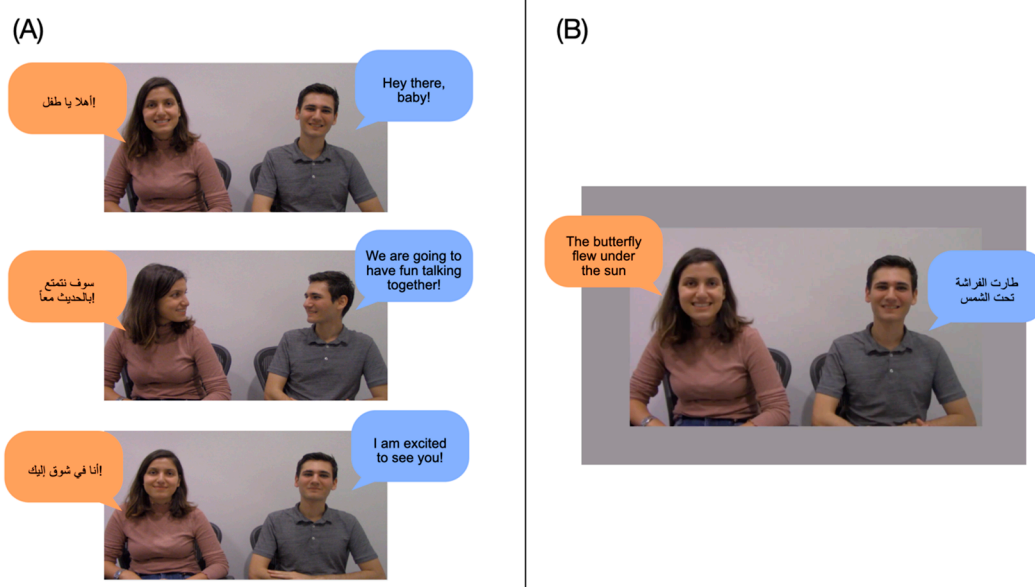 (A)
أهلا يا طفل!
Hey there,
baby!
سوف نتمتع
بالحديث معاً!
We are going to
have fun talking
together!
أنا في شوق إليك!
I am excited
to see you!
(B)
The butterfly
flew under
the sun
طارت الفراشة
تحت الشمس